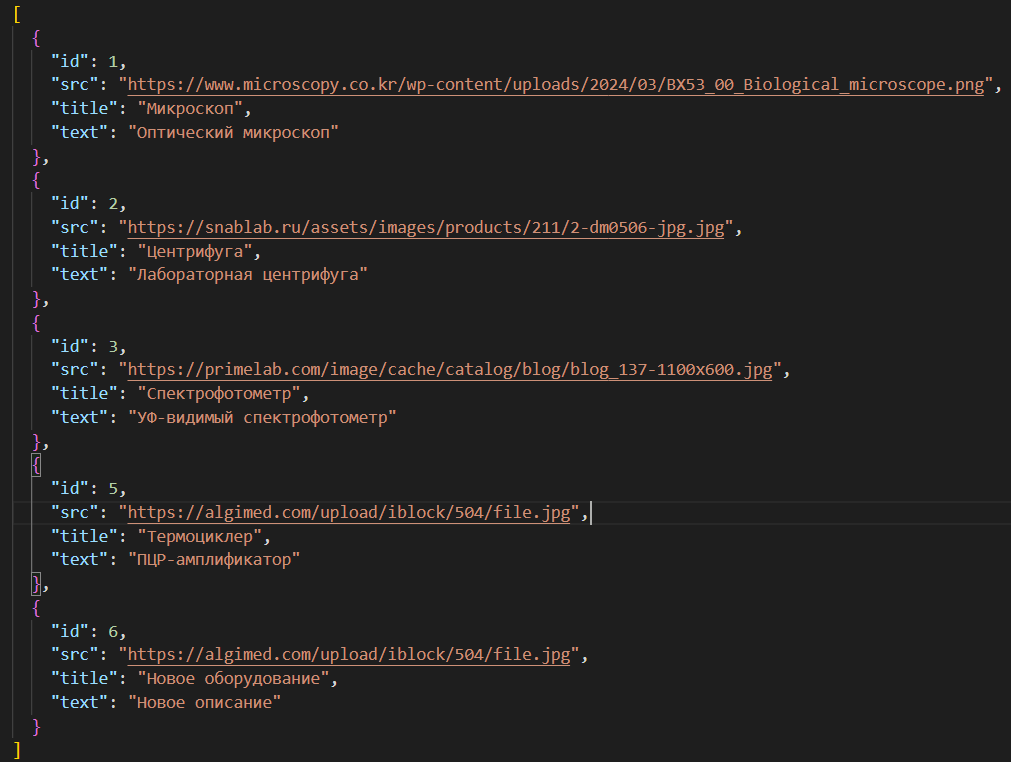 [
  {
    "id": 1,
    "src": "https://www.microscopy.co.kr/wp-content/uploads/2024/03/BX53_00_Biological_microscope.png",
    "title": "Микроскоп",
    "text": "Оптический микроскоп"
  },
  {
    "id": 2,
    "src": "https://snablab.ru/assets/images/products/211/2-dm0506-jpg.jpg",
    "title": "Центрифуга",
    "text": "Лабораторная центрифуга"
  },
  {
    "id": 3,
    "src": "https://primelab.com/image/cache/catalog/blog/blog_137-1100x600.jpg",
    "title": "Спектрофотометр",
    "text": "УФ-видимый спектрофотометр"
  },
  {
    "id": 5,
    "src": "https://algimed.com/upload/iblock/504/file.jpg",
    "title": "Термоциклер",
    "text": "ПЦР-амплификатор"
  },
  {
    "id": 6,
    "src": "https://algimed.com/upload/iblock/504/file.jpg",
    "title": "Новое оборудование",
    "text": "Новое описание"
  }
]